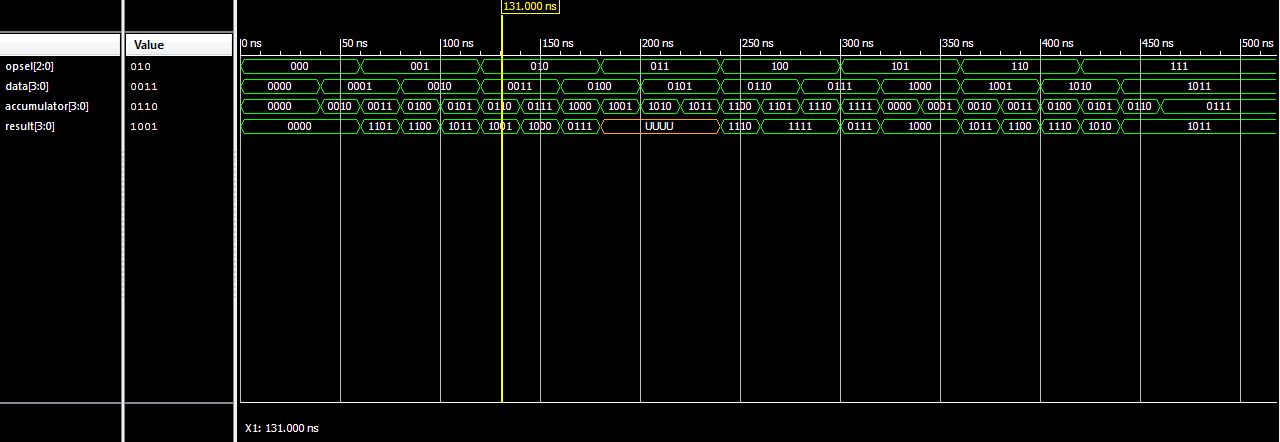 131.000 ns
Value
0 ns 50 ns 100 ns 150 ns 200 ns 250 ns 300 ns 350 ns 400 ns 450 ns 500 ns
opsel[2:0] 010 000 001 010 011 100 101 110 111
data[3:0] 0011 0000 0001 0010 0011 0100 0101 0110 0111 1000 1001 1010 1011
accumulator[3:0] 0110 0000 0010 0011 0100 0101 0110 0111 1000 1001 1010 1011 1100 1101 1110 1111 0000 0001 0010 0011 0100 0101 0110 0111
result[3:0] 1001 0000 1101 1100 1011 1001 1000 0111 UUUU 1110 1111 0111 1000 1011 1100 1110 1010 1011
X1: 131.000 ns